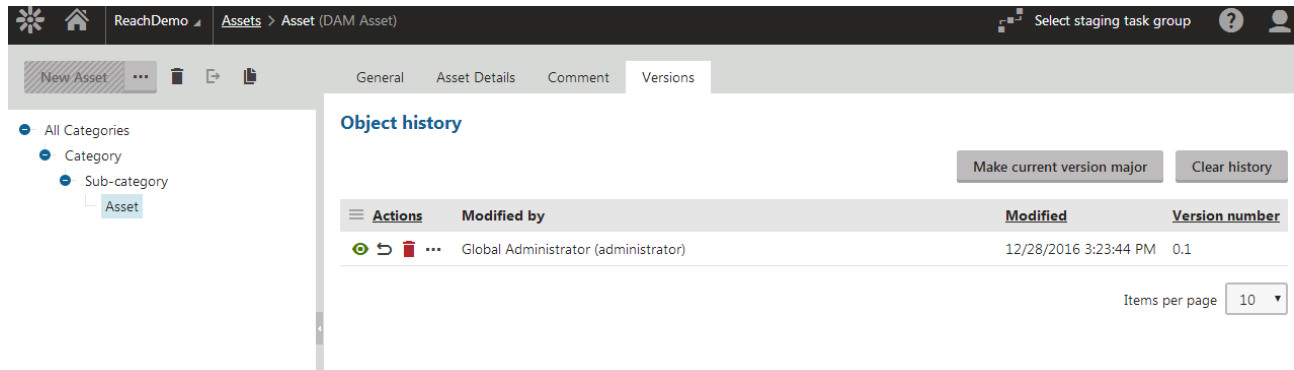 ReachDemo Assets > Asset (DAM Asset) Select staging task group ?
New Asset ... General Asset Details Comment Versions
All Categories
Category
Sub-category
Asset
Object history
Make current version major Clear history
Actions Modified by Modified Version number
... Global Administrator (administrator) 12/28/2016 3:23:44 PM 0.1
Items per page 10